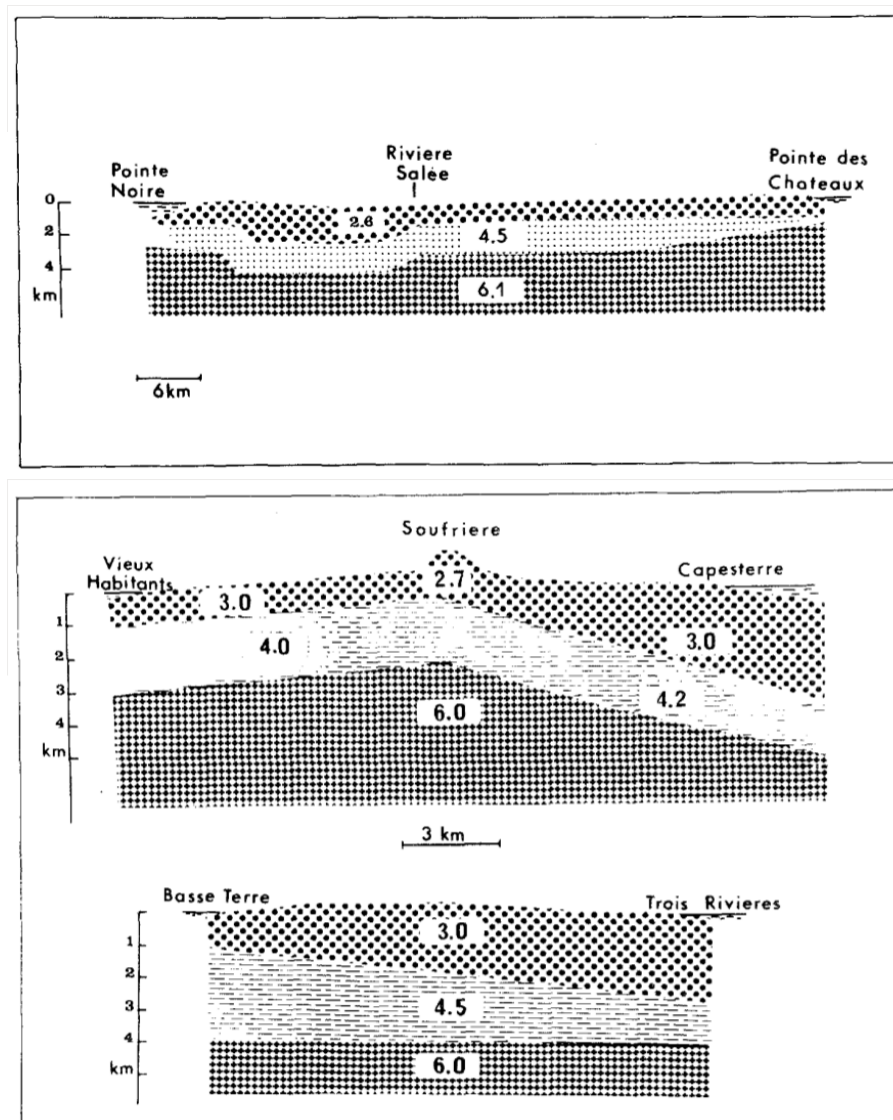 Pointe
Noire
Riviere
Salée
Pointe des
Chateaux
0
2
4
km
2.6
4.5
6.1
6km
Soufriere
Vieux
Habitants
Capesterre
1
2
3
4
km
2.7
3.0
3.0
4.0
4.2
6.0
3 km
Basse Terre
Trois Rivieres
1
2
3
4
km
3.0
4.5
6.0